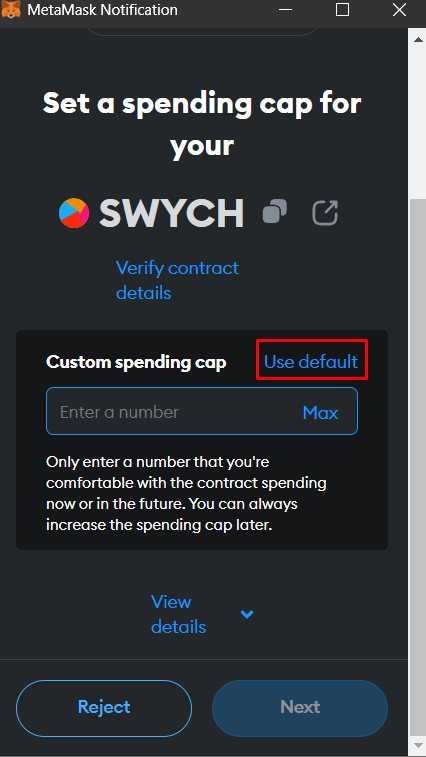 MetaMask Notification
Set a spending cap for
your
SWYCH
Verify contract
details
Custom spending cap
Use default
Enter a number
Max
Only enter a number that you're
comfortable with the contract spending
now or in the future. You can always
increase the spending cap later.
View
details
Reject
Next